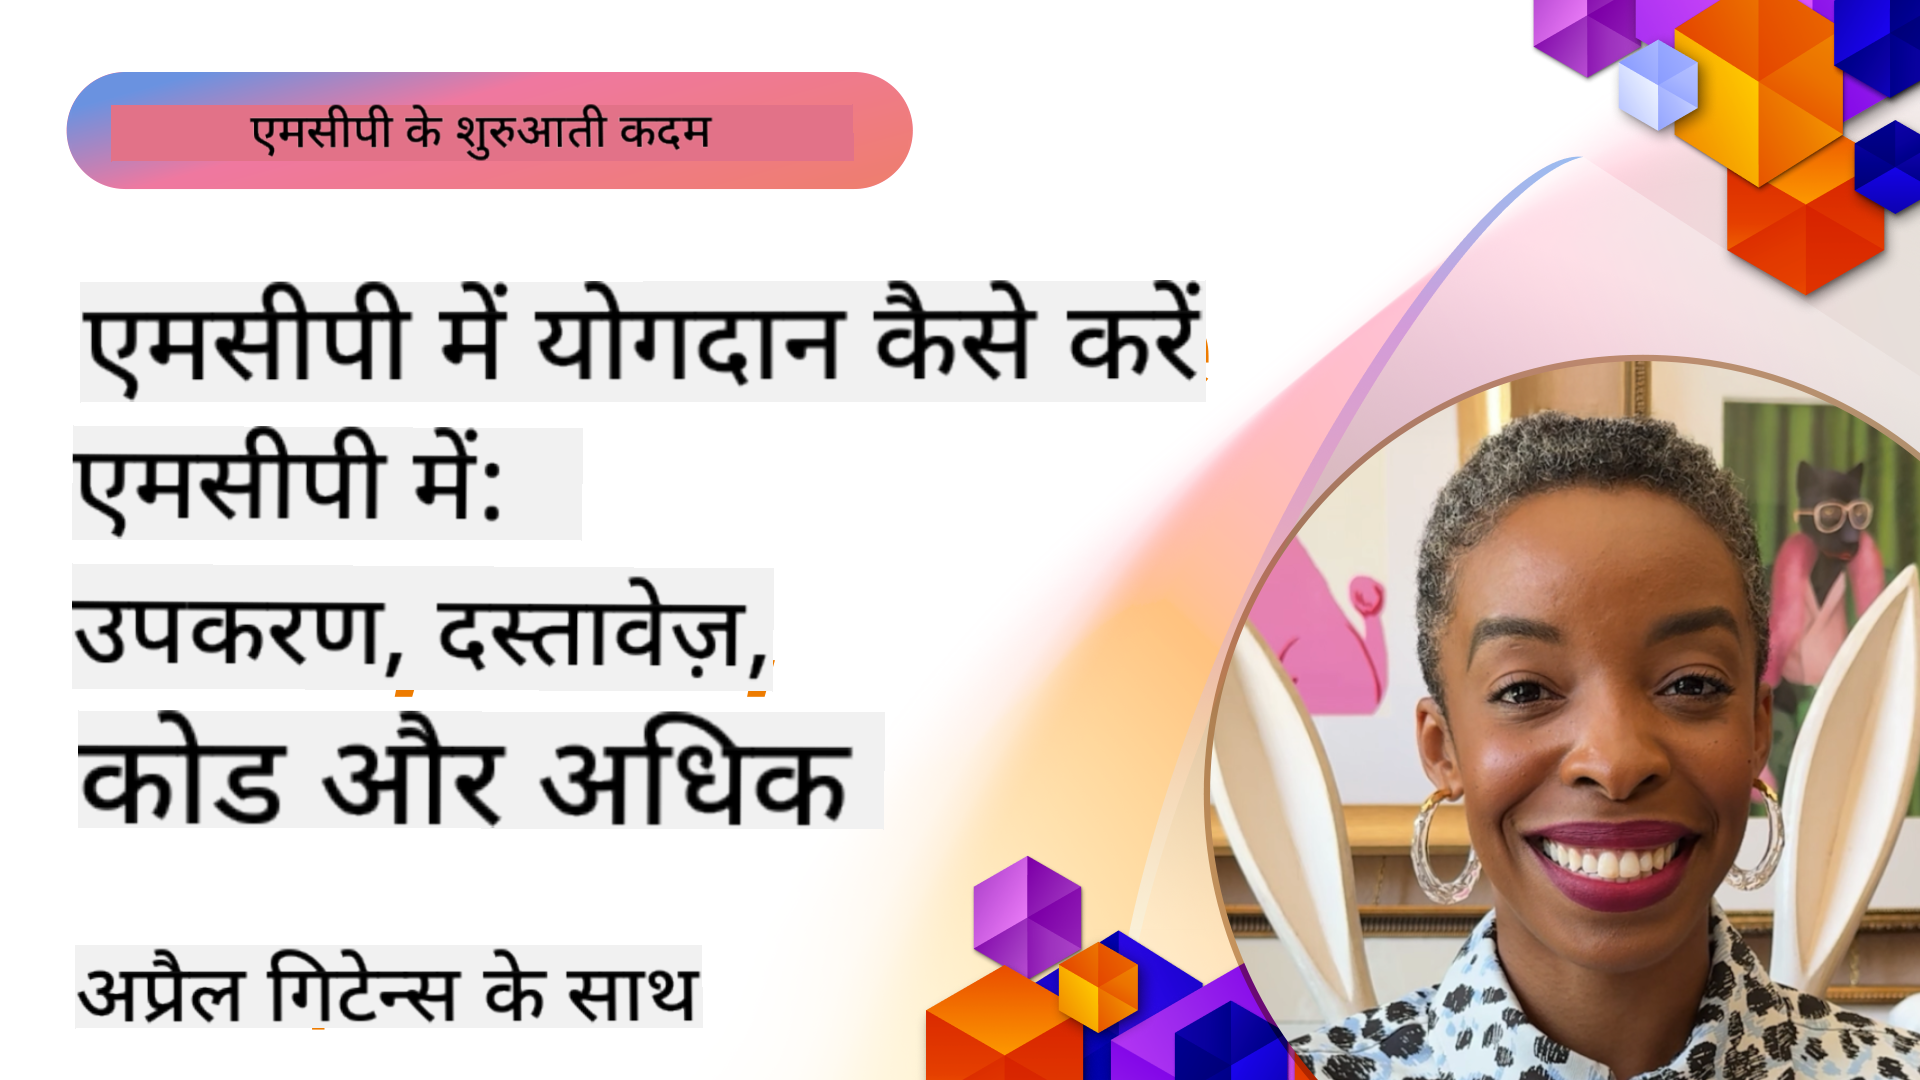 एमसीपी के शुरुआती कदम
एमसीपी में योगदान कैसे करें
एमसीपी में:
उपकरण, दस्तावेज़,
कोड और अधिक
अप्रैल गिटेन्स के साथ